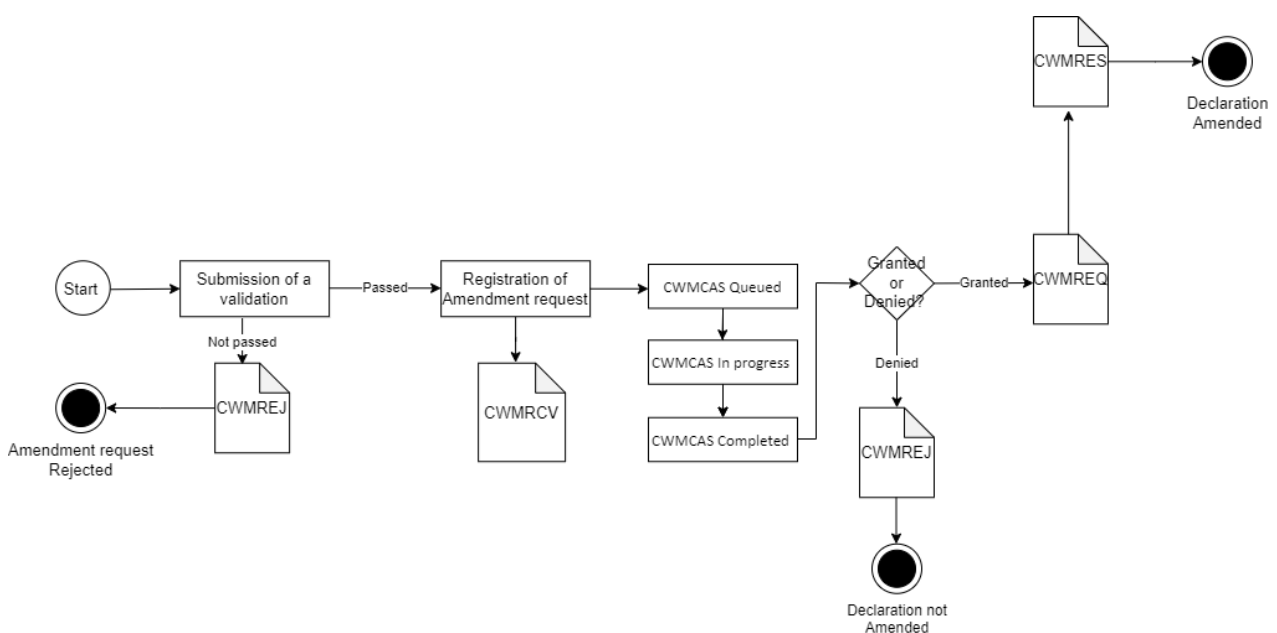 CWMRES
Declaration
Amended
Start
Submission of a
validation
Passed
Registration of
Amendment request
CWMCAS Queued
Granted
or
Denied?
Granted
CWMREQ
Not passed
CWMREJ
Amendment request
Rejected
CWMRCV
CWMCAS In progress
CWMCAS Completed
Denied
CWMREJ
Declaration not
Amended